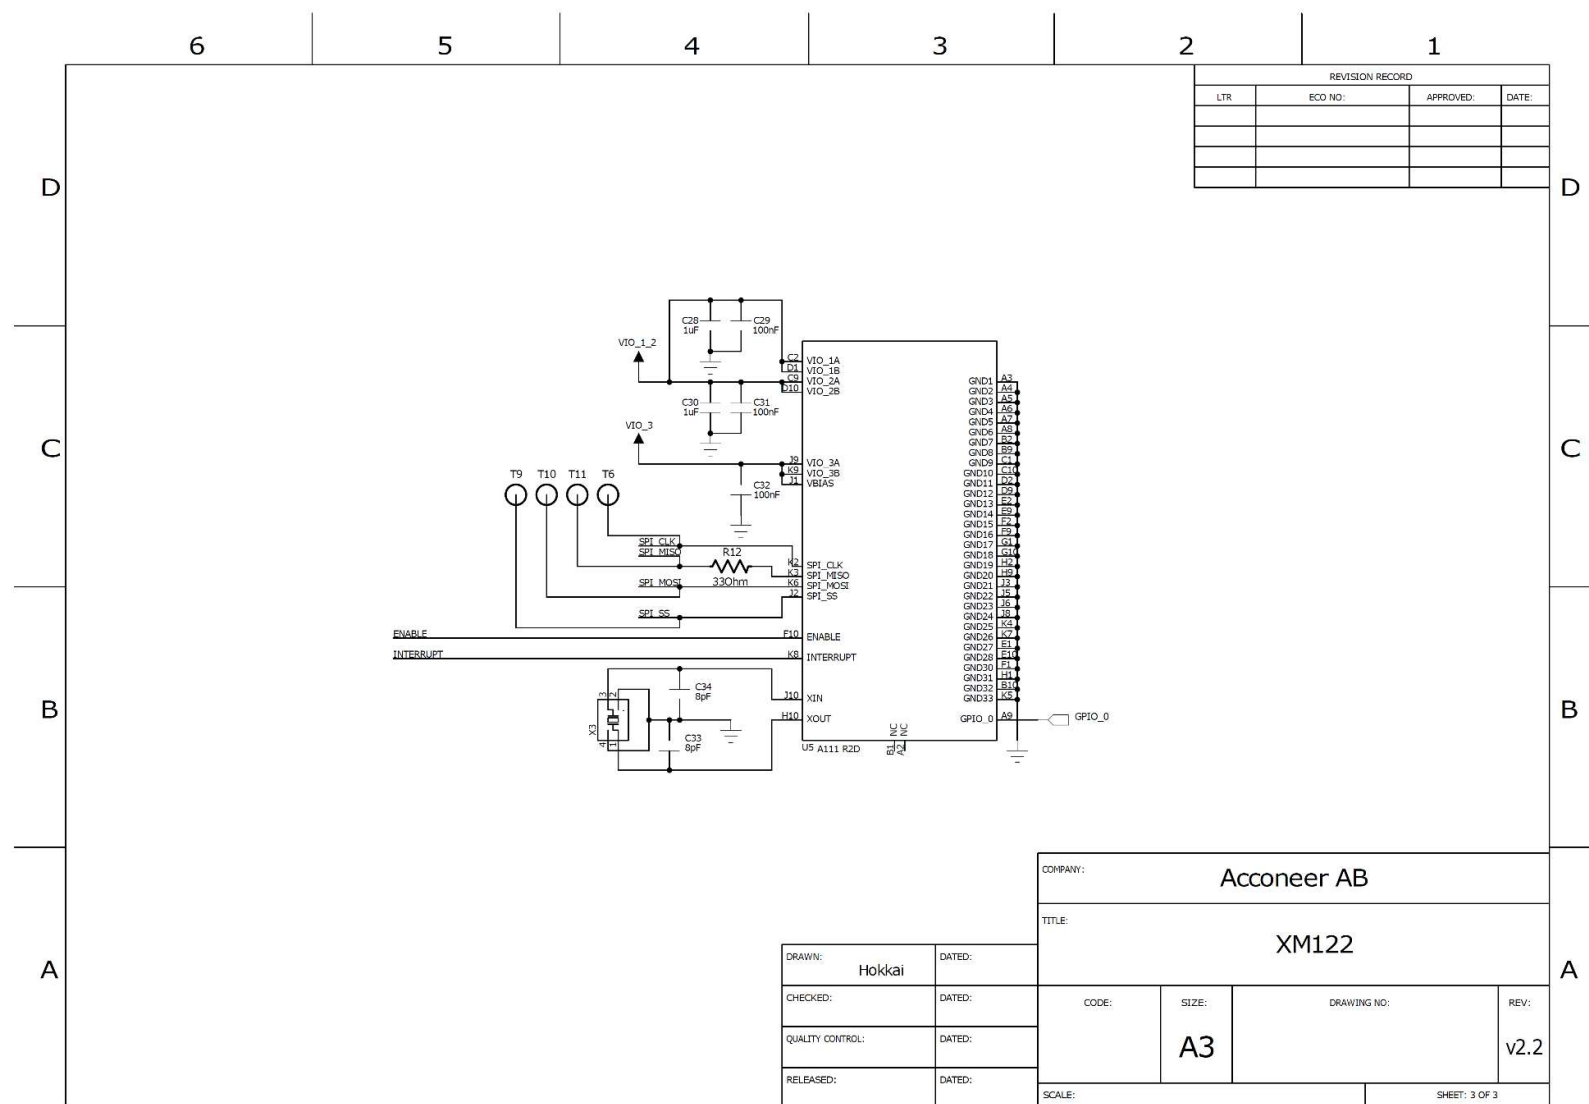 6 5 4 3 2 1
REVISION RECORD
LTR ECO NO: APPROVED: DATE:
D D
C28 1uF
C29 100nF
VIO_1_2
C2 VIO_1A
D1 VIO_1B
C9 VIO_2A
D10 VIO_2B
C30 1uF
C31 100nF
VIO_3
C C
J9 VIO_3A
K9 VIO_3B
J1 VBIAS
C32 100nF
T9 T10 T11 T6
SPI_CLK
SPI_MISO
R12
33Ohm
SPI_MOSI
SPI_SS
K2 SPI_CLK
K3 SPI_MISO
K6 SPI_MOSI
J2 SPI_SS
ENABLE F10 ENABLE
INTERRUPT K8 INTERRUPT
C34 8pF
J10 XIN
H10 XOUT
C33 8pF
X3
3 2
4 1
U5 A111 R2D
B1 NC
A2 NC
GND1 A3
GND2 A4
GND3 A5
GND4 A6
GND5 A7
GND6 A8
GND7 B2
GND8 B9
GND9 C1
GND10 C10
GND11 D2
GND12 D9
GND13 E2
GND14 E9
GND15 F2
GND16 F9
GND17 G1
GND18 G10
GND19 H2
GND20 H9
GND21 J3
GND22 J5
GND23 J6
GND24 J8
GND25 K4
GND26 K7
GND27 E1
GND28 E10
GND30 F1
GND31 H1
GND32 B10
GND33 K5
GPIO_0 A9 GPIO_0
B B
A A
COMPANY: Acconeer AB
TITLE: XM122
DRAWN: Hokkai DATED:
CHECKED: DATED:
QUALITY CONTROL: DATED:
RELEASED: DATED:
CODE: SIZE: DRAWING NO: REV:
A3 v2.2
SCALE: SHEET: 3 OF 3